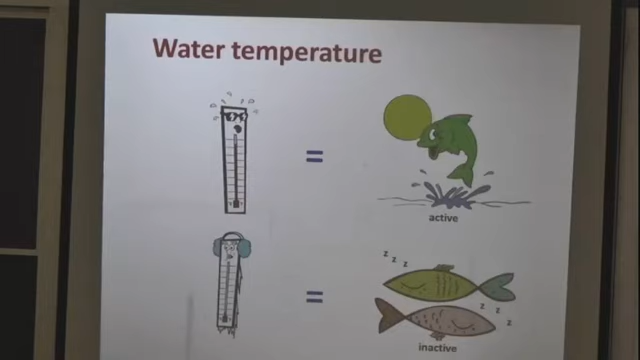 Water temperature
=
active
z z z
=
z z z
inactive